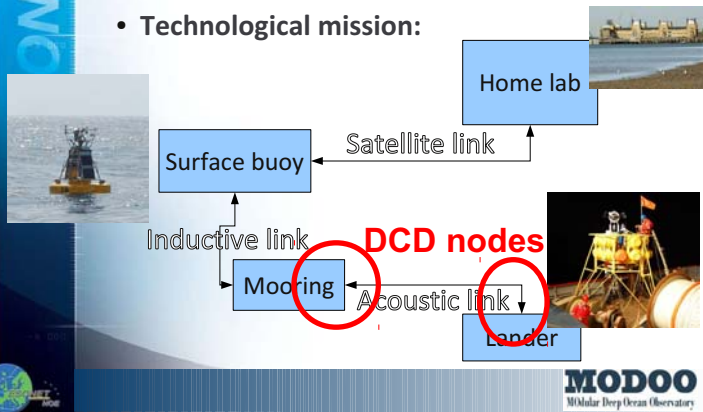 • Technological mission:
Home lab
Satellite link
Surface buoy
Inductive link
DCD nodes
Mooring
Acoustic link
Lander
MODOO
MOdular Deep Ocean Observatory